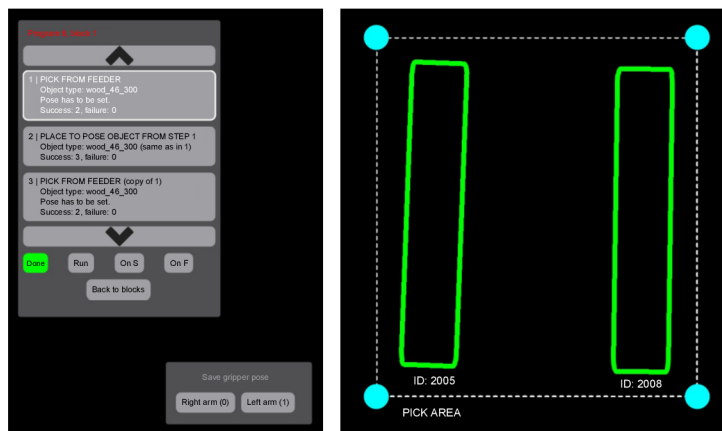 1 | PICK FROM FEEDER
Object type: wood_46_300
Pose has to be set.
Success: 2, failure: 0
2 | PLACE TO POSE OBJECT FROM STEP 1
Object type: wood_46_300 (same as in 1)
Success: 3, failure: 0
3 | PICK FROM FEEDER (copy of 1)
Object type: wood_46_300
Pose has to be set.
Success: 2, failure: 0
Done
Run
On S
On F
Back to blocks
Save gripper pose
Right arm (0)
Left arm (1)
ID: 2005
ID: 2008
PICK AREA